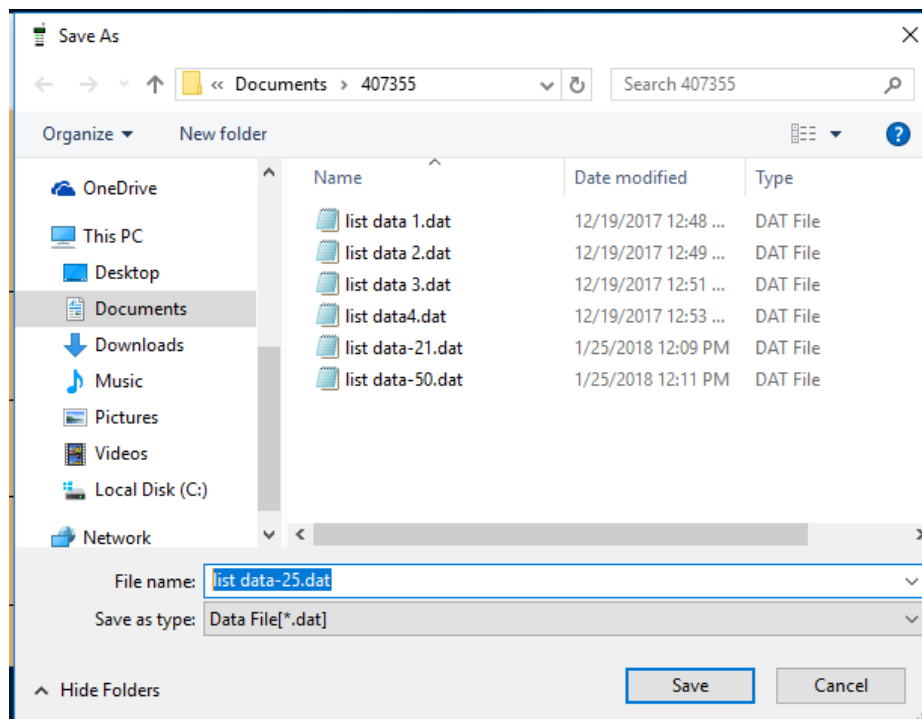 Save As
« Documents › 407355
Search 407355
Organize
New folder
?
Name Date modified Type
OneDrive
This PC
Desktop
Documents
Downloads
Music
Pictures
Videos
Local Disk (C:)
Network
list data 1.dat 12/19/2017 12:48 ... DAT File
list data 2.dat 12/19/2017 12:49 ... DAT File
list data 3.dat 12/19/2017 12:51 ... DAT File
list data4.dat 12/19/2017 12:53 ... DAT File
list data-21.dat 1/25/2018 12:09 PM DAT File
list data-50.dat 1/25/2018 12:11 PM DAT File
File name: list data-25.dat
Save as type: Data File[*.dat]
Hide Folders
Save
Cancel